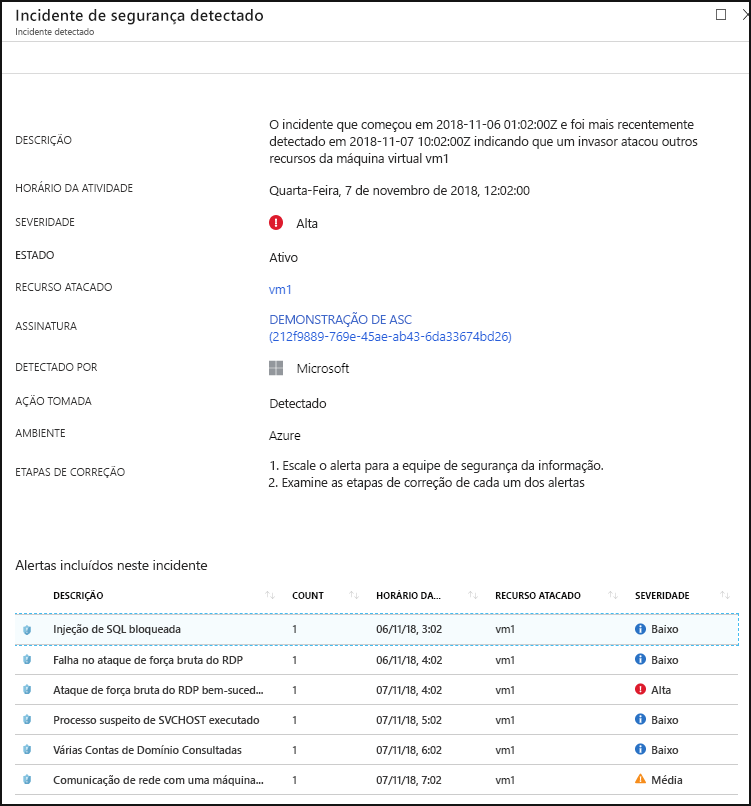 Incidente de segurança detectado
Incidente detectado
DESCRIÇÃO
O incidente que começou em 2018-11-06 01:02:00Z e foi mais recentemente
detectado em 2018-11-07 10:02:00Z indicando que um invasor atacou outros
recursos da máquina virtual vm1
HORÁRIO DA ATIVIDADE
Quarta-Feira, 7 de novembro de 2018, 12:02:00
SEVERIDADE
Alta
ESTADO
Ativo
RECURSO ATACADO
vm1
ASSINATURA
DEMONSTRAÇÃO DE ASC
(212f9889-769e-45ae-ab43-6da33674bd26)
DETECTADO POR
Microsoft
AÇÃO TOMADA
Detectado
AMBIENTE
Azure
ETAPAS DE CORREÇÃO
1. Escale o alerta para a equipe de segurança da informação.
2. Examine as etapas de correção de cada um dos alertas
Alertas incluídos neste incidente
DESCRIÇÃO COUNT HORÁRIO DA... RECURSO ATACADO SEVERIDADE
Injeção de SQL bloqueada 1 06/11/18, 3:02 vm1 Baixo
Falha no ataque de força bruta do RDP 1 06/11/18, 4:02 vm1 Baixo
Ataque de força bruta do RDP bem-suced... 1 07/11/18, 4:02 vm1 Alta
Processo suspeito de SVCHOST executado 1 07/11/18, 5:02 vm1 Baixo
Várias Contas de Domínio Consultadas 1 07/11/18, 6:02 vm1 Baixo
Comunicação de rede com uma máquina... 1 07/11/18, 7:02 vm1 Média